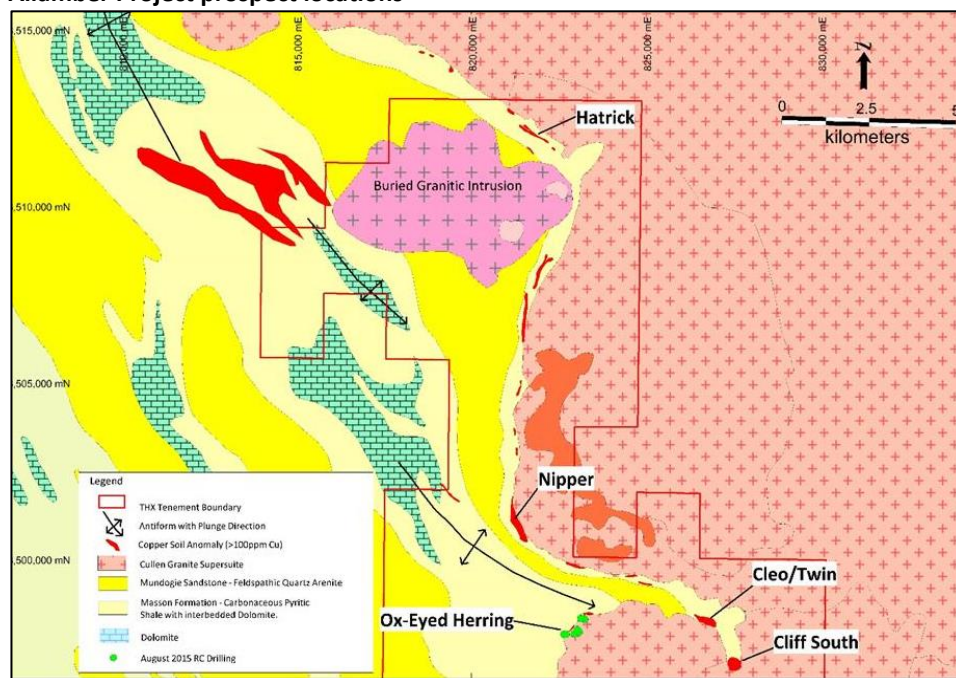 Allamber Project prospect locations
,515,000 mN
815,000 mE
820,000 mE
825,000 mE
830,000 mE
0 2.5
kilometers
Hatrick
Buried Granitic Intrusion
,510,000 mN
,505,000 mN
Nipper
,500,000 mN
Cleo/Twin
Ox-Eyed Herring
Cliff South
Legend
THX Tenement Boundary
Antiform with Plunge Direction
Copper Soil Anomaly (>100ppm Cu)
Cullen Granite Supersuite
Mundogie Sandstone - Feldspathic Quartz Arenite
Masson Formation - Carbonaceous Pyritic
Shale with interbedded Dolomite.
Dolomite
August 2015 RC Drilling